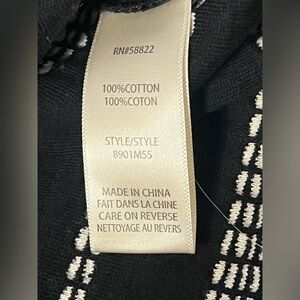 RN#58822
100%COTTON
100%COTON
STYLE/STYLE
8901M55
MADE IN CHINA
FAIT DANS LA CHINE
CARE ON REVERSE
NETTOYAGE AU REVERS